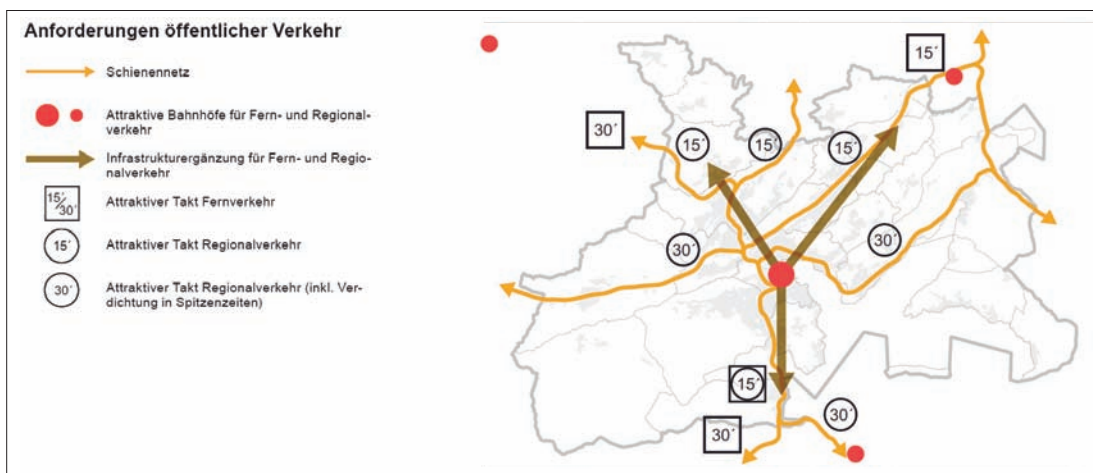 Anforderungen öffentlicher Verkehr
Schienennetz
Attraktive Bahnhöfe für Fern- und Regional-
verkehr
Infrastrukturergänzung für Fern- und Regio-
nalverkehr
15´/
30´
Attraktiver Takt Fernverkehr
15´
Attraktiver Takt Regionalverkehr
30´
Attraktiver Takt Regionalverkehr (inkl. Ver-
dichtung in Spitzenzeiten)
15´
30´
15´
15´
15´
30´
30´
15´
30´
30´